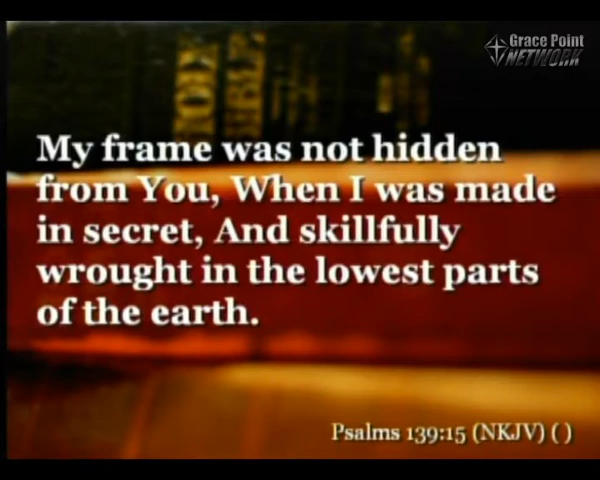 Grace Point
NETWORK
My frame was not hidden
from You, When I was made
in secret, And skillfully
wrought in the lowest parts
of the earth.
Psalms 139:15 (NKJV) ( )